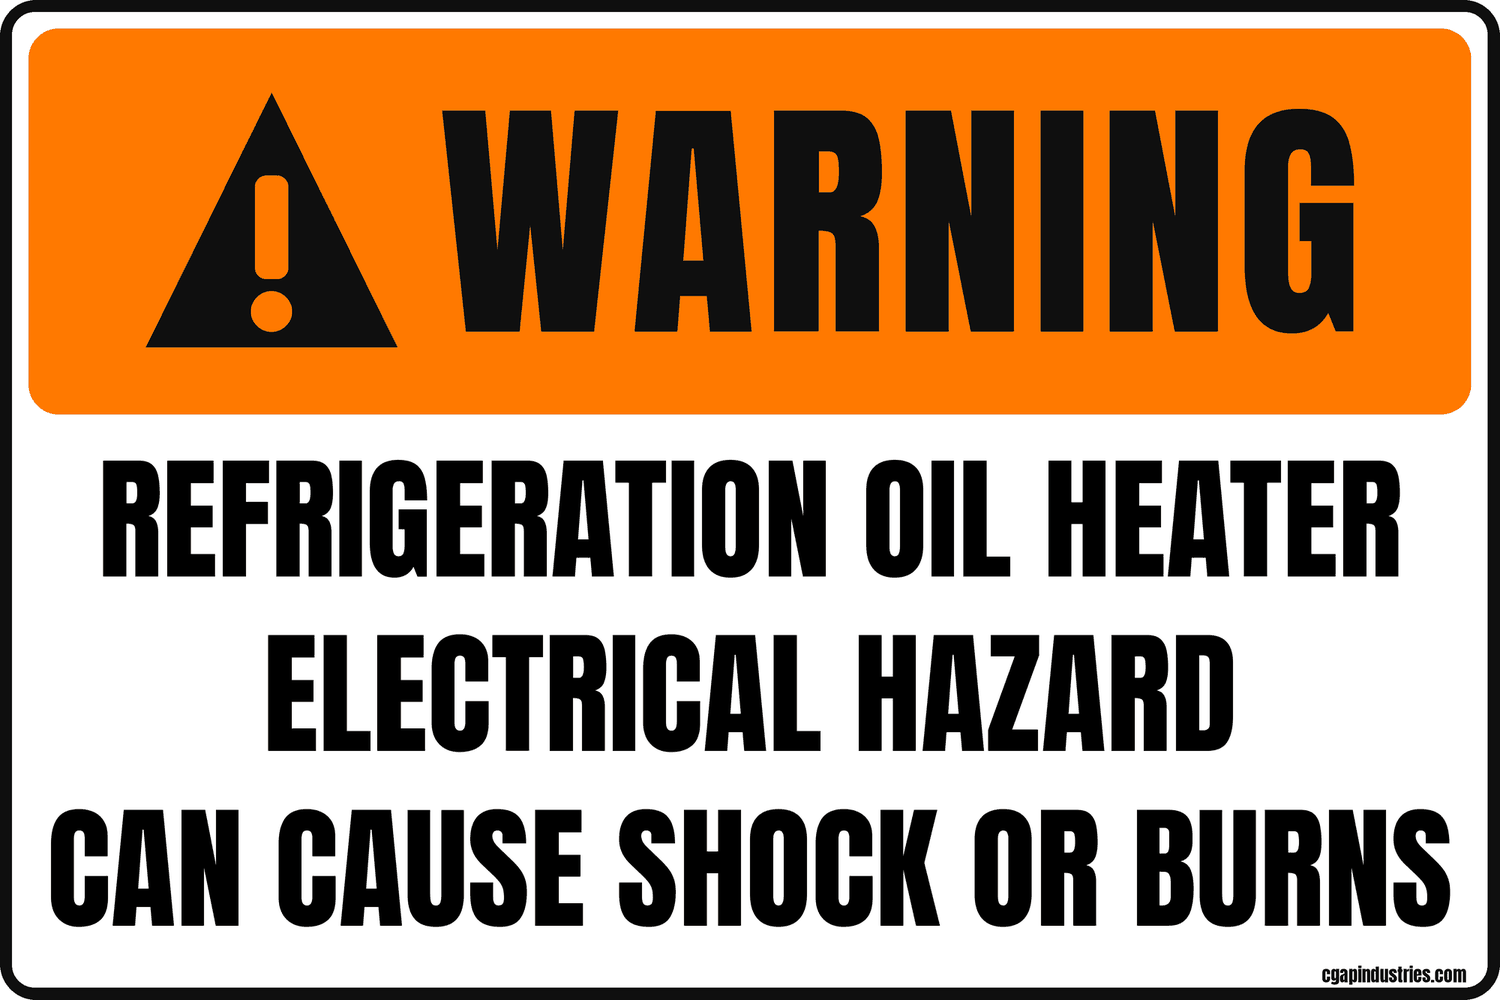 WARNING
REFRIGERATION OIL HEATER
ELECTRICAL HAZARD
CAN CAUSE SHOCK OR BURNS
cgapindustries.com